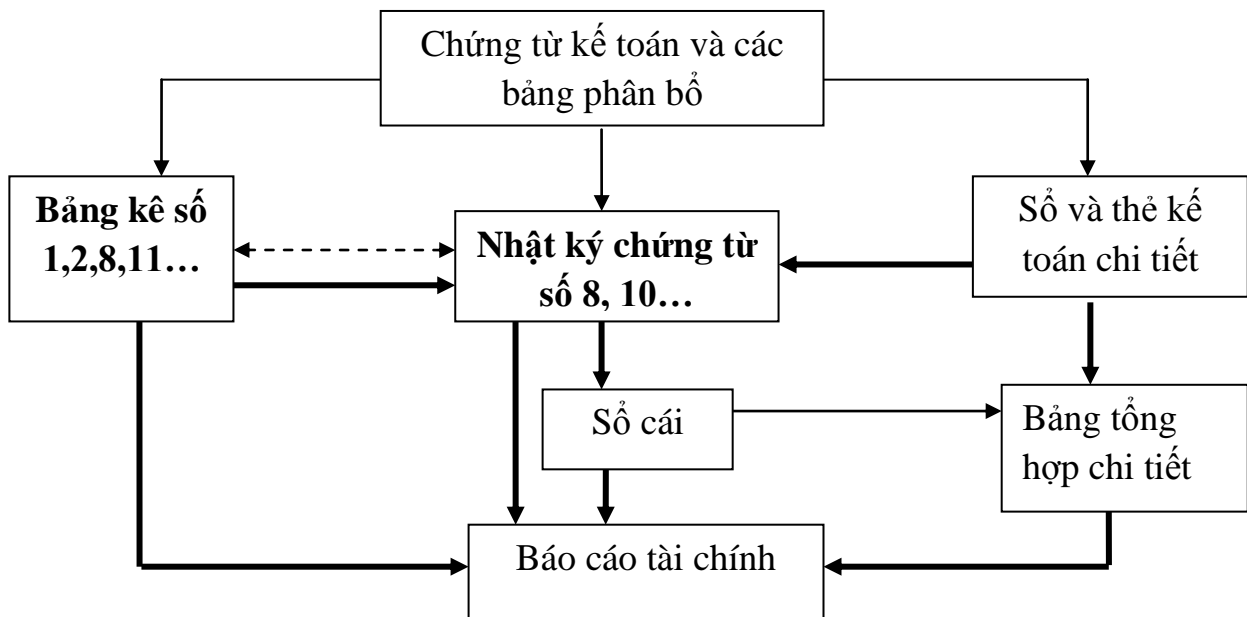 Chứng từ kế toán và các
bảng phân bổ
Bảng kê số
1,2,8,11…
Nhật ký chứng từ
số 8, 10…
Sổ và thẻ kế
toán chi tiết
Sổ cái
Bảng tổng
hợp chi tiết
Báo cáo tài chính